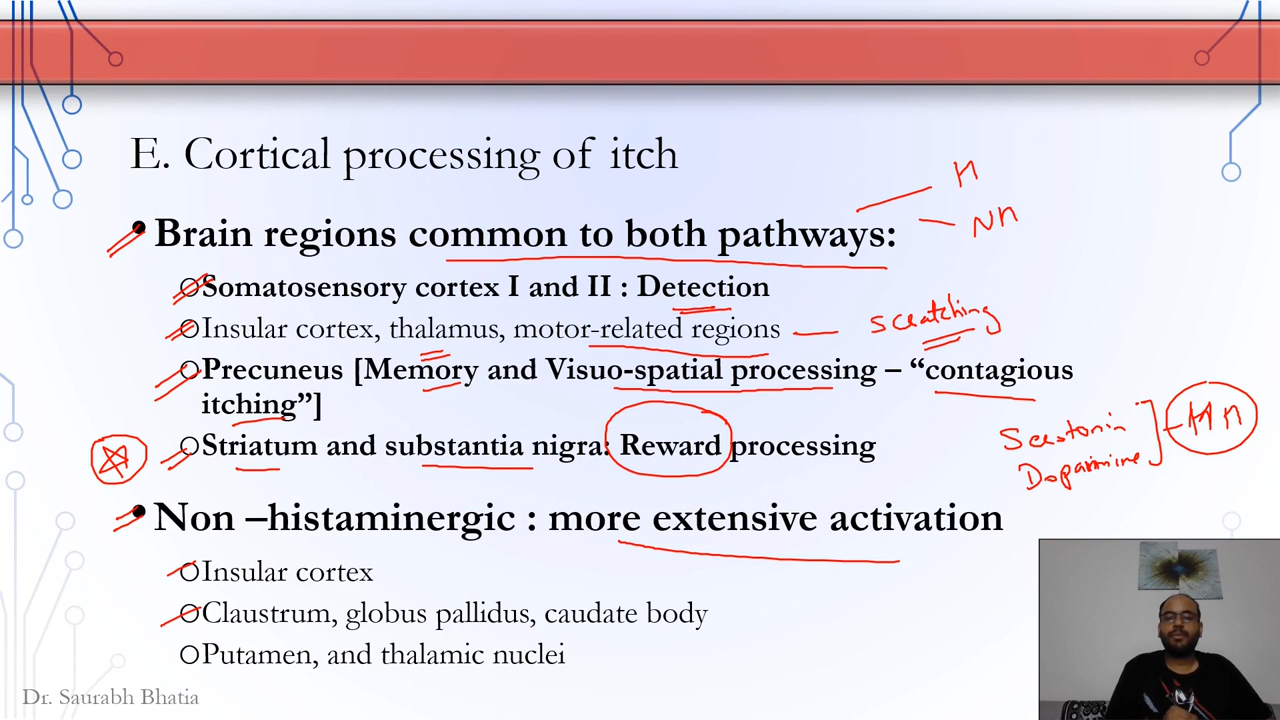 E. Cortical processing of itch
H
• Brain regions common to both pathways:
NH
Somatosensory cortex I and II : Detection
Insular cortex, thalamus, motor-related regions
scratching
Precuneus [Memory and Visuo-spatial processing – “contagious
itching”]
Striatum and substantia nigra: Reward processing
Serotonin
Dopamine
• Non –histaminergic : more extensive activation
Insular cortex
Claustrum, globus pallidus, caudate body
Putamen, and thalamic nuclei
Dr. Saurabh Bhatia